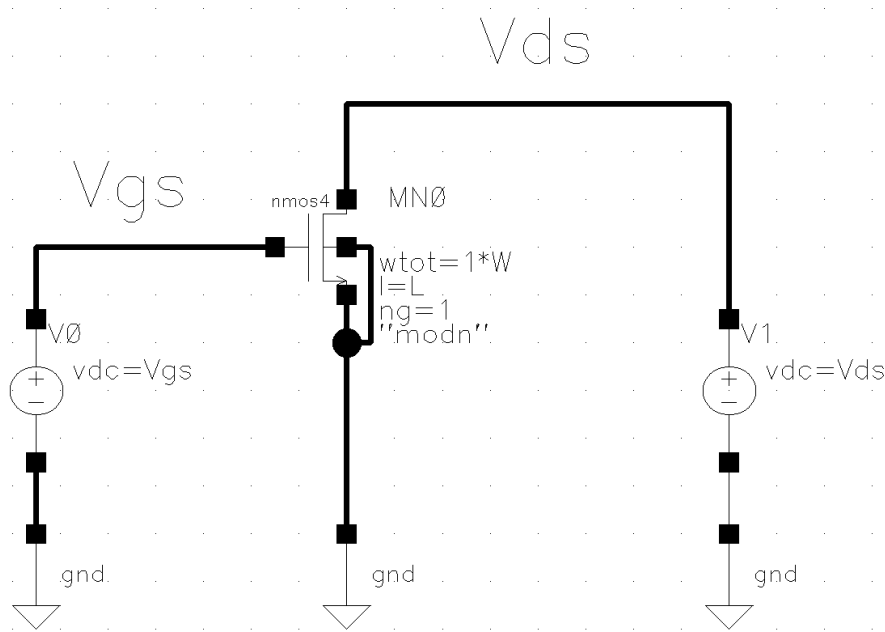 Vds
Vgs
nmos4
MNØ
wtot=1*W
l=L
ng=1
"modn"
VØ
vdc=Vgs
V1
vdc=Vds
gnd
gnd
gnd